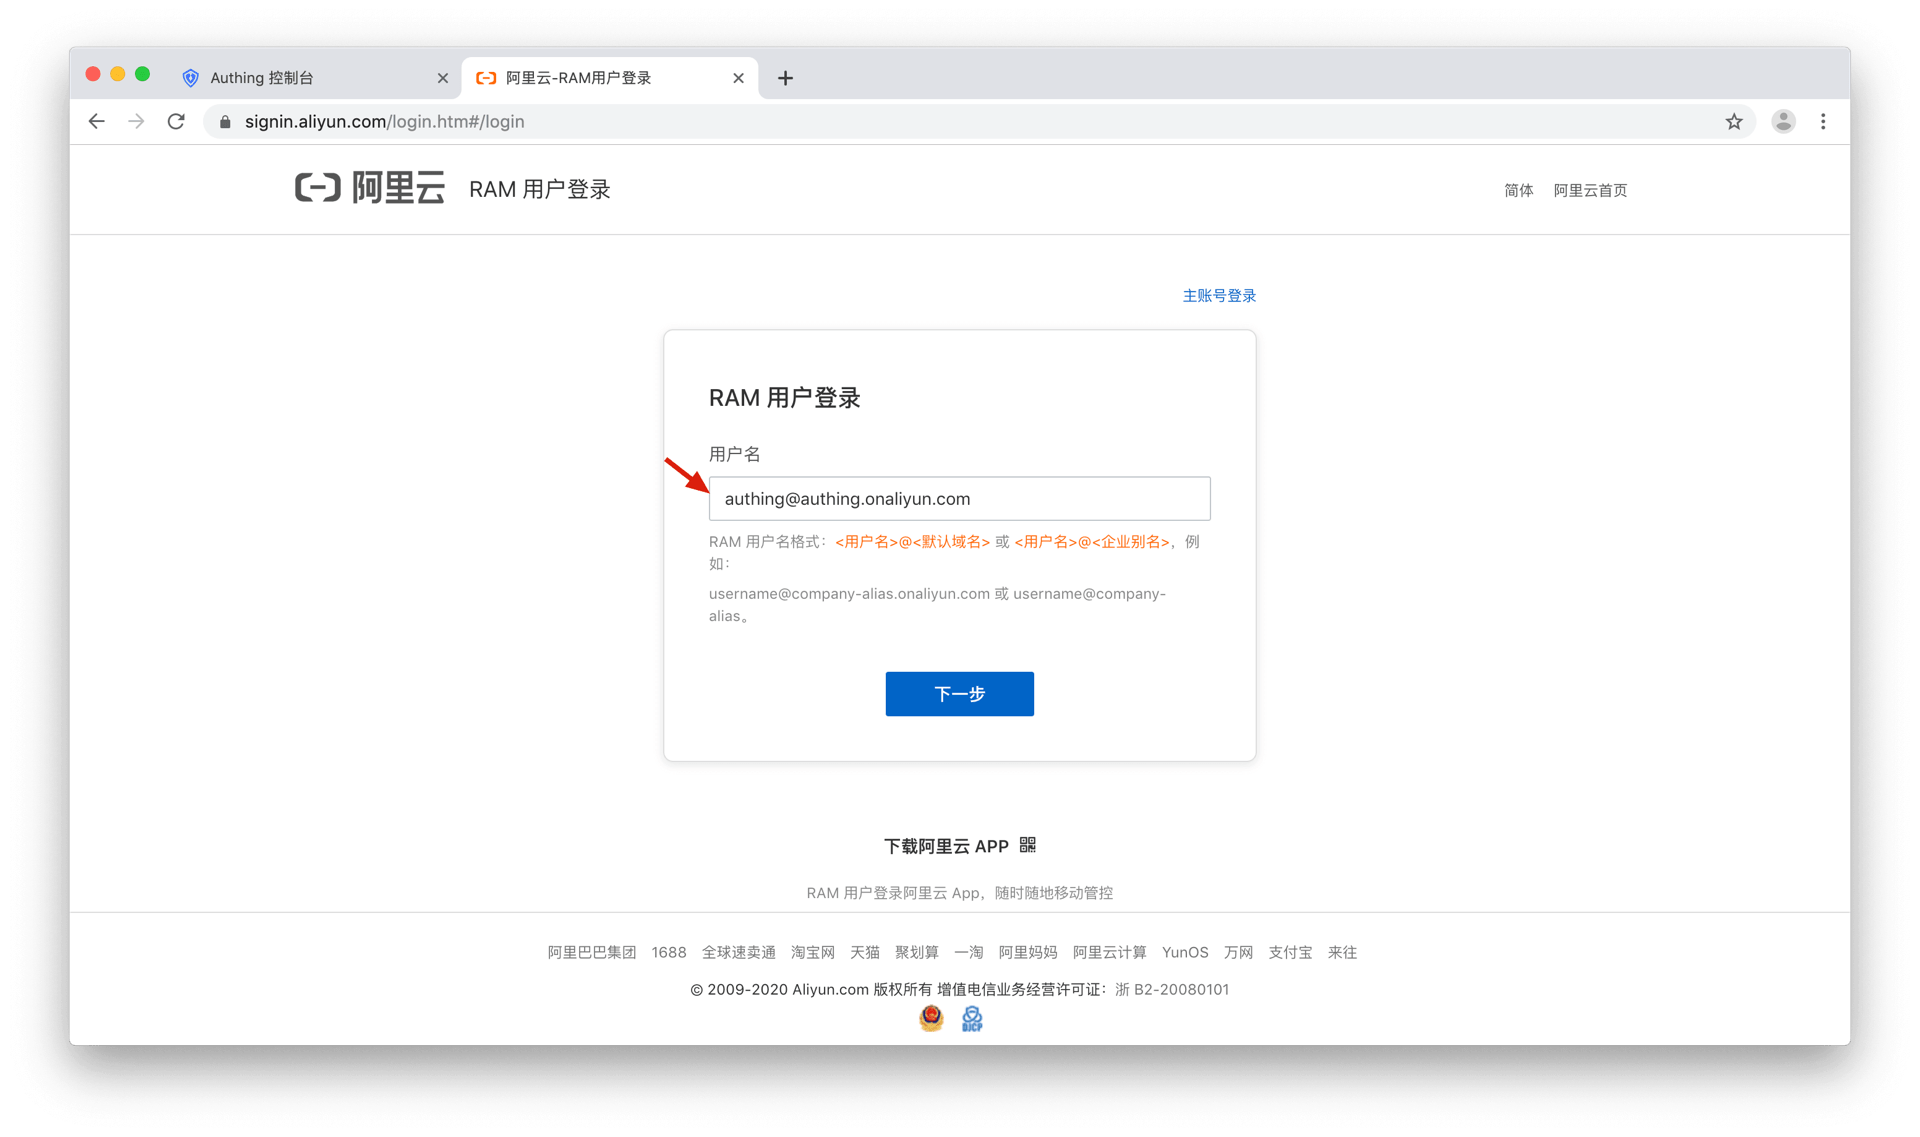 Authing 控制台
阿里云-RAM用户登录
signin.aliyun.com/login.htm#/login
阿里云 RAM 用户登录
简体 阿里云首页
主账号登录
RAM 用户登录
用户名
authing@authing.onaliyun.com
RAM 用户名格式：<用户名>@<默认域名> 或 <用户名>@<企业别名>，例
如：
username@company-alias.onaliyun.com 或 username@company-
alias。
下一步
下载阿里云 APP
RAM 用户登录阿里云 App，随时随地移动管控
阿里巴巴集团 1688 全球速卖通 淘宝网 天猫 聚划算 一淘 阿里妈妈 阿里云计算 YunOS 万网 支付宝 来往
© 2009-2020 Aliyun.com 版权所有 增值电信业务经营许可证：浙 B2-20080101
DJCP